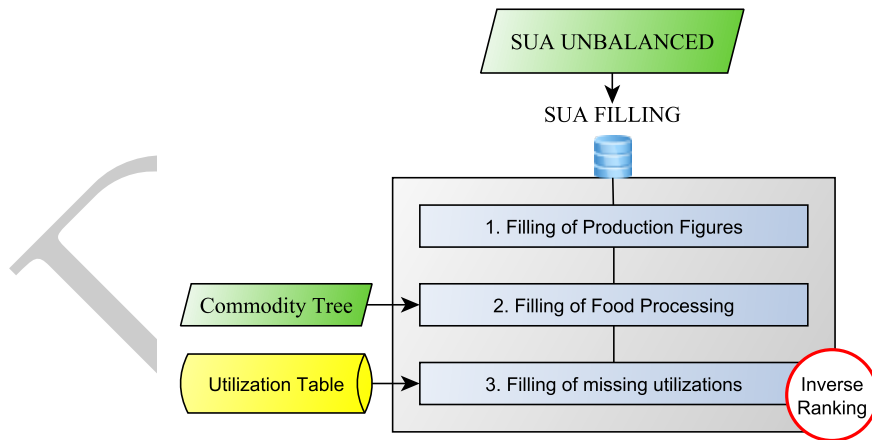 SUA UNBALANCED
SUA FILLING
1. Filling of Production Figures
Commodity Tree
2. Filling of Food Processing
Utilization Table
3. Filling of missing utilizations
Inverse
Ranking